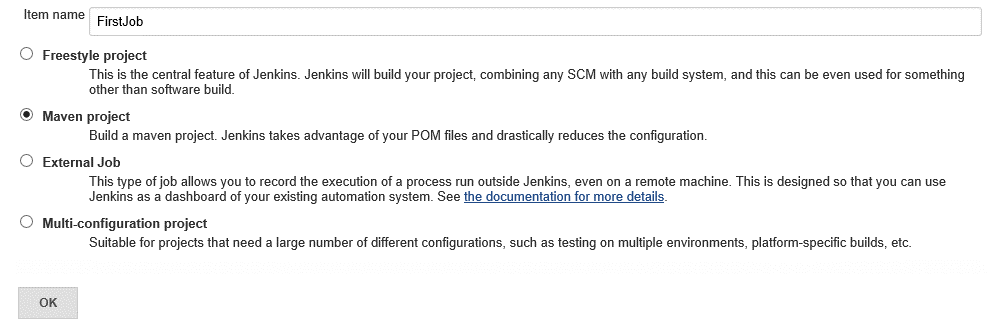 Item name FirstJob
Freestyle project
This is the central feature of Jenkins. Jenkins will build your project, combining any SCM with any build system, and this can be even used for something
other than software build.
Maven project
Build a maven project. Jenkins takes advantage of your POM files and drastically reduces the configuration.
External Job
This type of job allows you to record the execution of a process run outside Jenkins, even on a remote machine. This is designed so that you can use
Jenkins as a dashboard of your existing automation system. See the documentation for more details.
Multi-configuration project
Suitable for projects that need a large number of different configurations, such as testing on multiple environments, platform-specific builds, etc.
OK